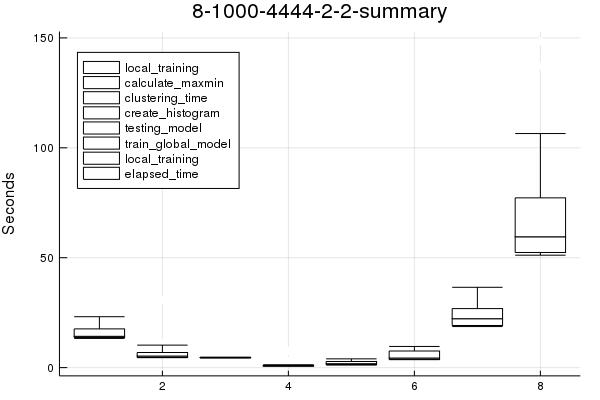 8-1000-4444-2-2-summary
150
local_training
calculate_maxmin
clustering_time
create_histogram
testing_model
train_global_model
local_training
elapsed_time
100
Seconds
50
0
2 4 6 8